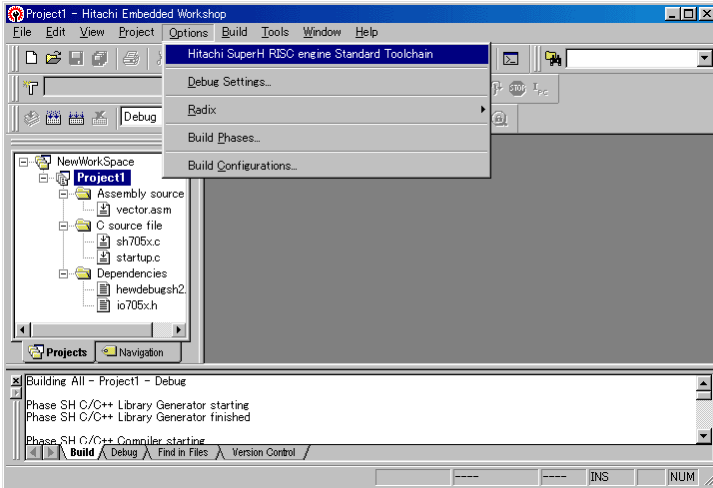 Project1 - Hitachi Embedded Workshop
File Edit View Project Options Build Tools Window Help
Hitachi SuperH RISC engine Standard Toolchain
Debug Settings...
Radix
Build Phases...
Build Configurations...
Debug
NewWorkSpace
Project1
Assembly source
vector.asm
C source file
sh705x.c
startup.c
Dependencies
hewdebugsh2.
io705x.h
Projects Navigation
Building All - Project1 - Debug
Phase SH C/C++ Library Generator starting
Phase SH C/C++ Library Generator finished
Phase SH C/C++ Compiler starting
Build Debug Find in Files Version Control
---- ---- INS NUM